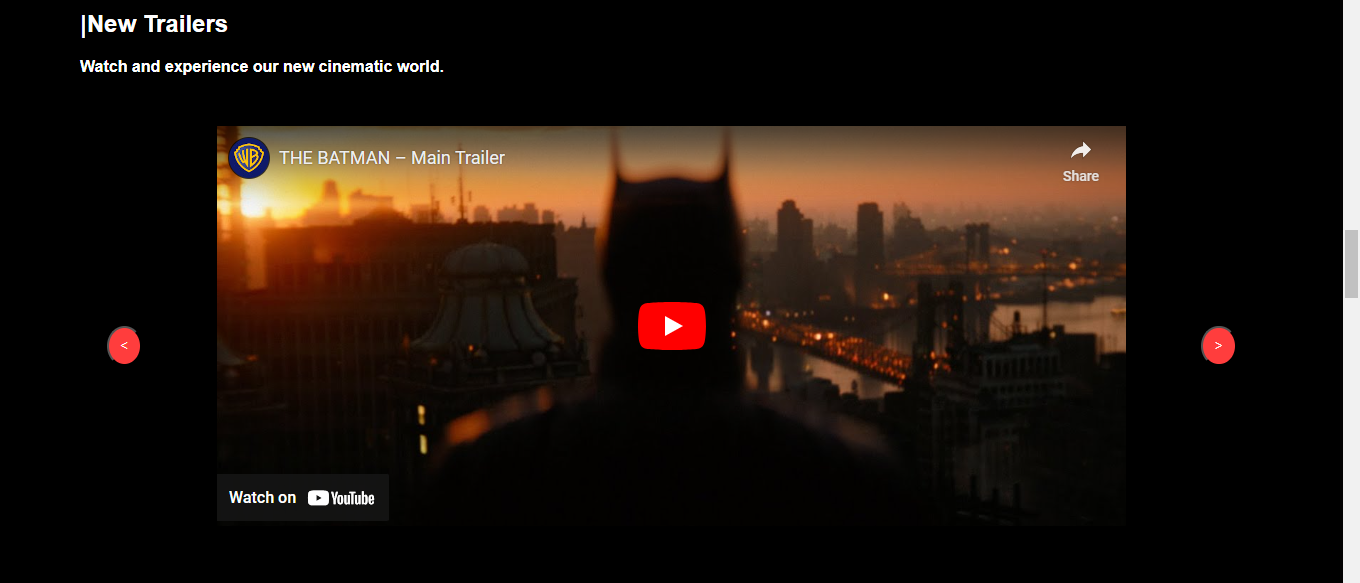 |New Trailers
Watch and experience our new cinematic world.
WB
THE BATMAN – Main Trailer
Share
<
>
Watch on YouTube